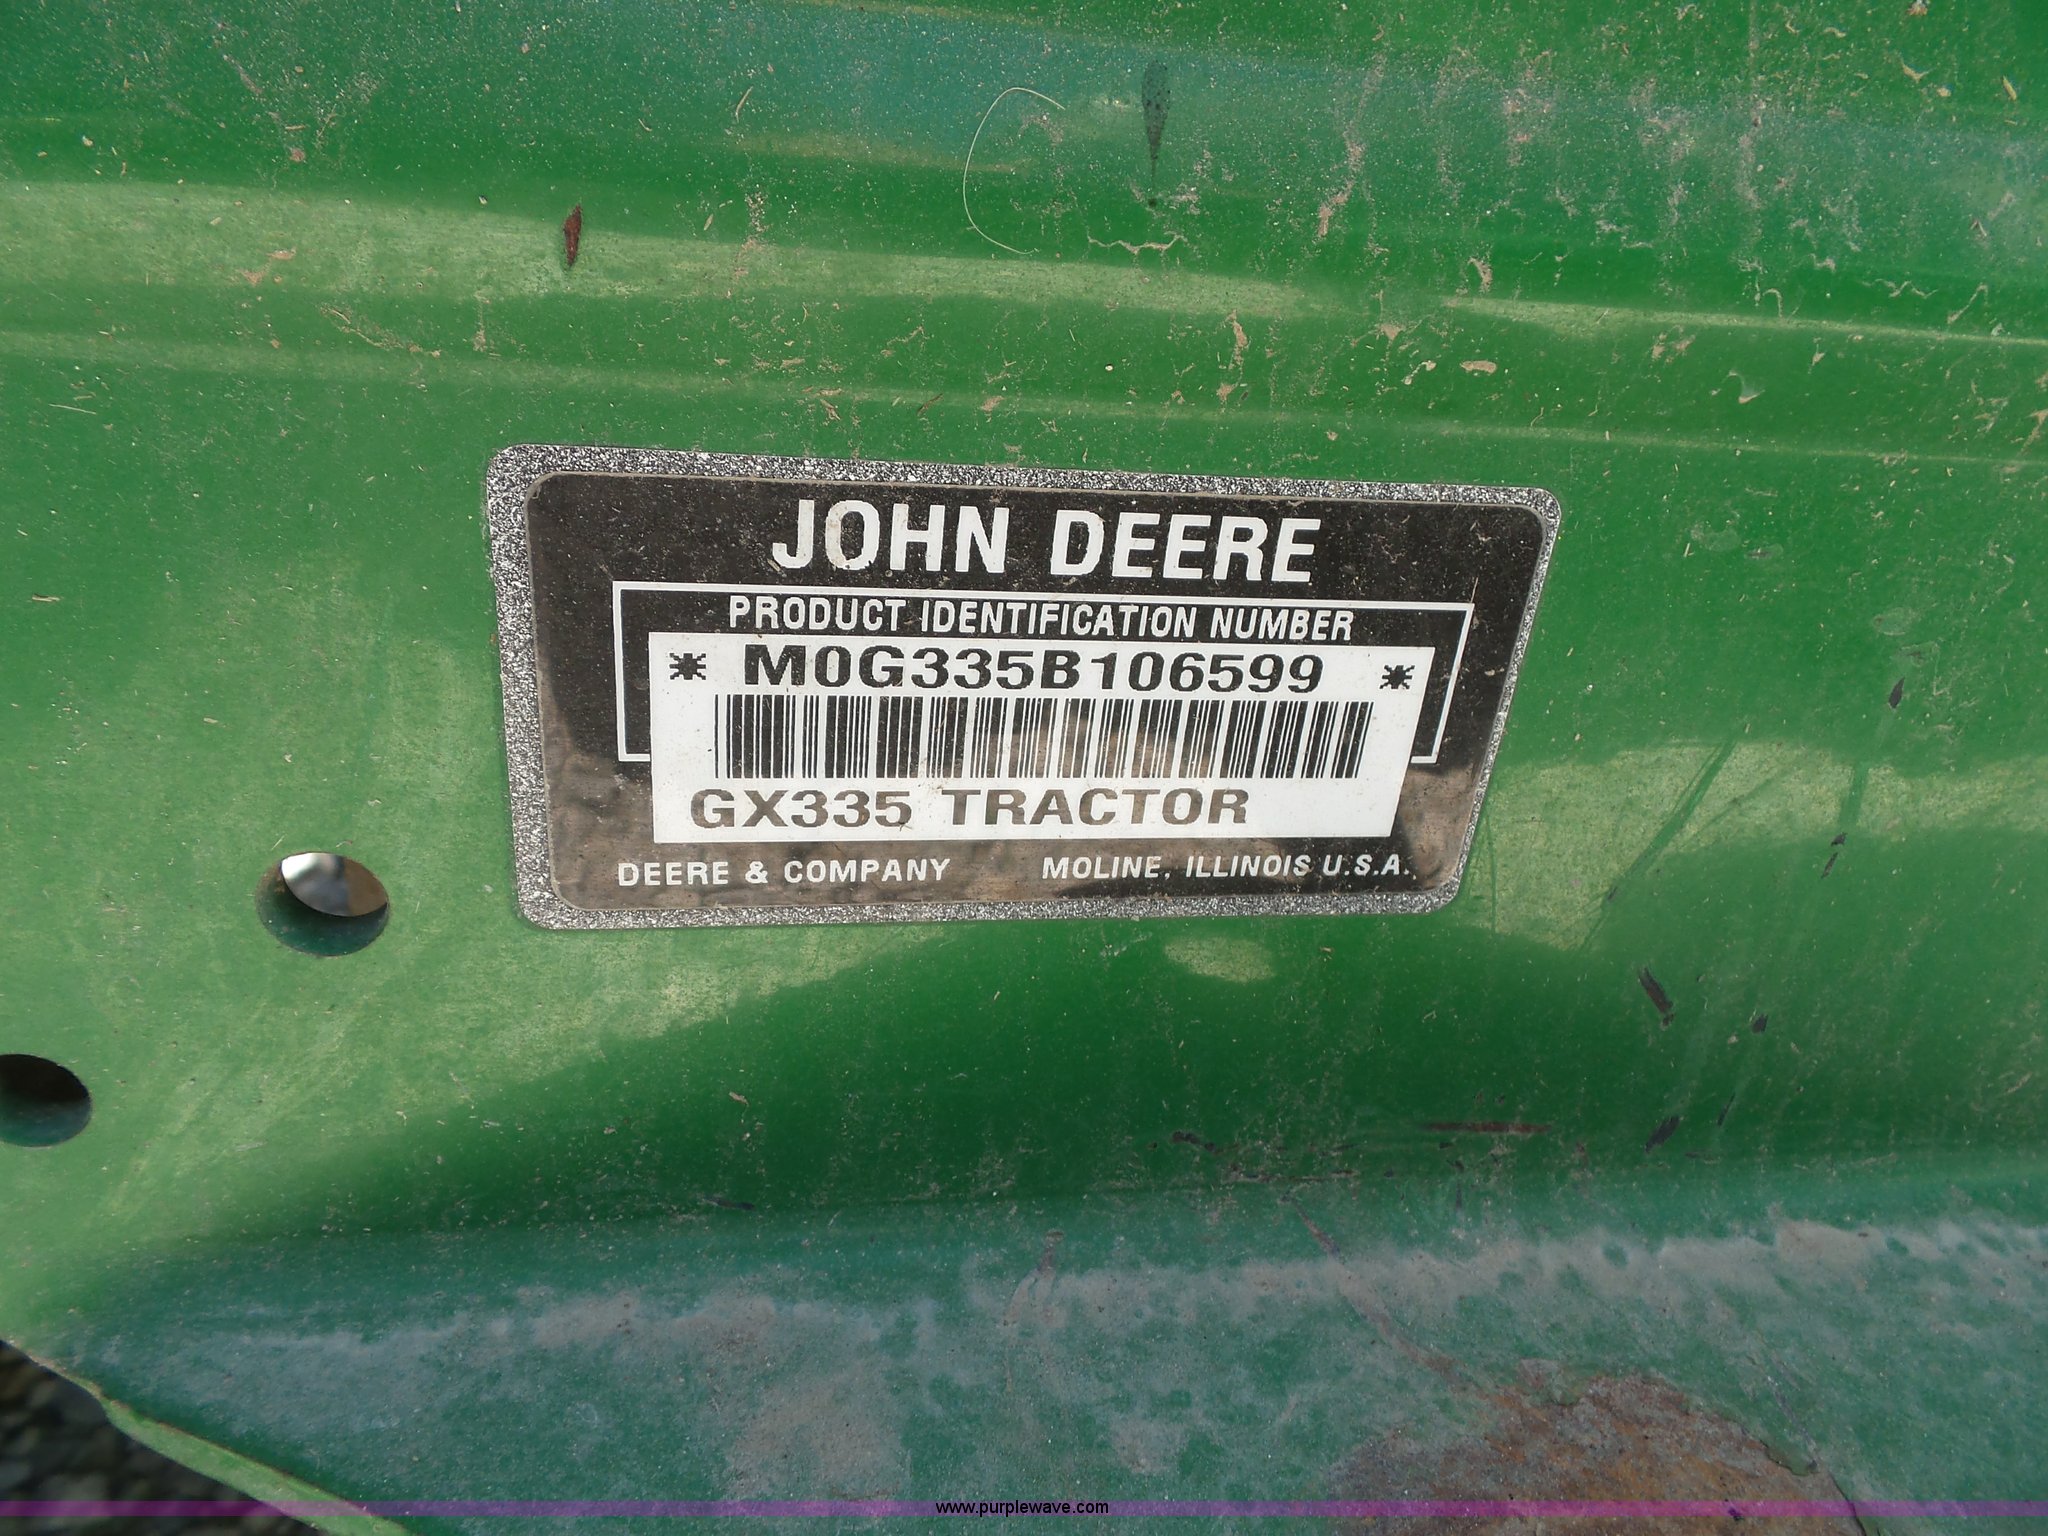 JOHN DEERE
PRODUCT IDENTIFICATION NUMBER
* M0G335B106599 *
GX335 TRACTOR
DEERE & COMPANY MOLINE, ILLINOIS U.S.A.
www.purplewave.com